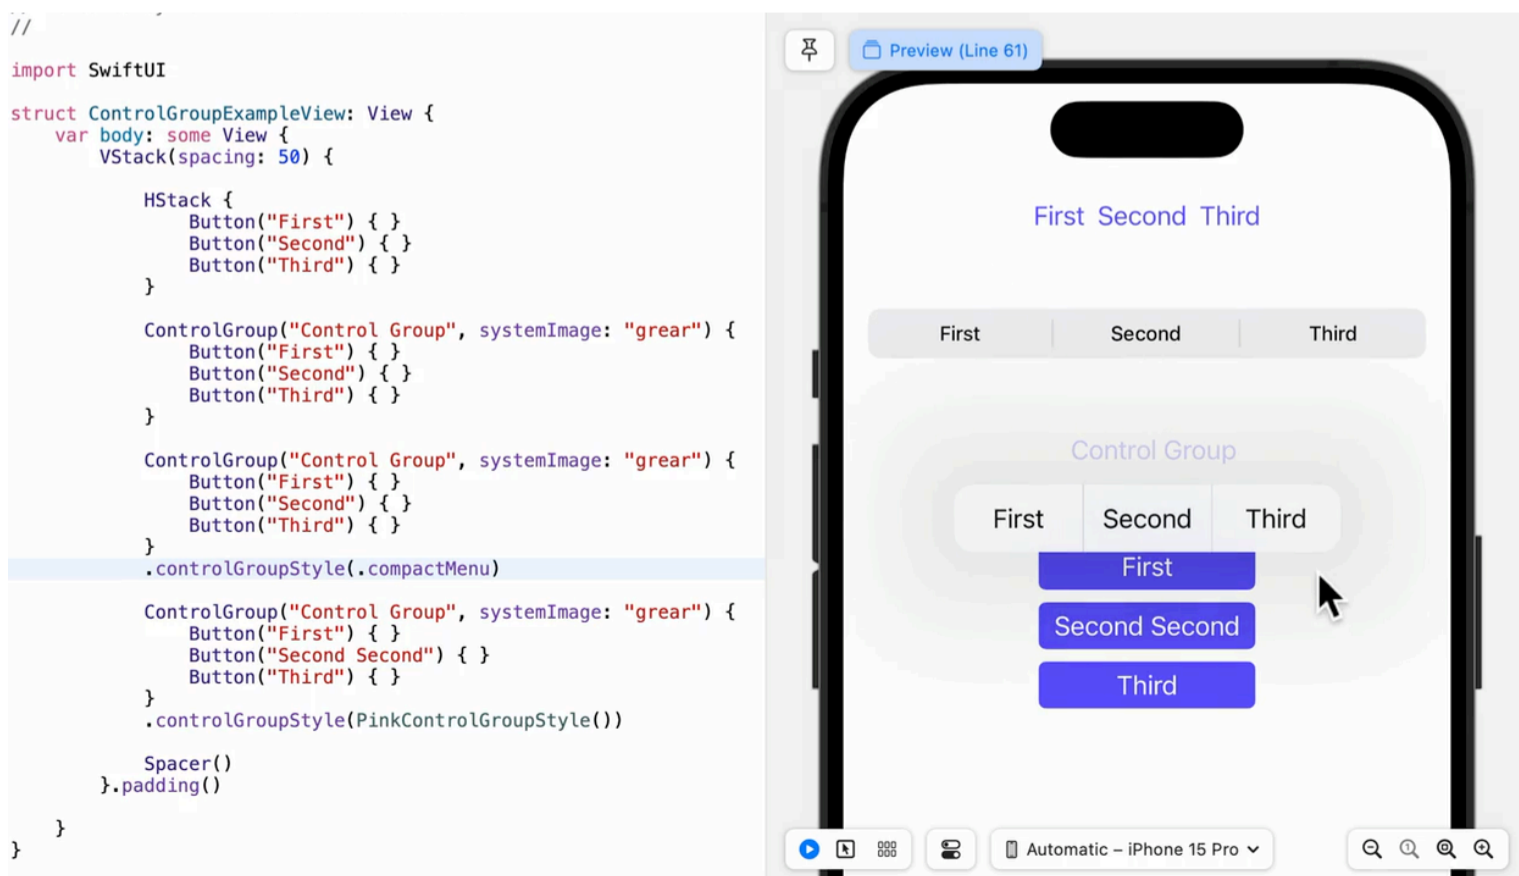 //
import SwiftUI
struct ControlGroupExampleView: View {
var body: some View {
VStack(spacing: 50) {
HStack {
Button("First") { }
Button("Second") { }
Button("Third") { }
}
ControlGroup("Control Group", systemImage: "grear") {
Button("First") { }
Button("Second") { }
Button("Third") { }
}
ControlGroup("Control Group", systemImage: "grear") {
Button("First") { }
Button("Second") { }
Button("Third") { }
}
.controlGroupStyle(.compactMenu)
ControlGroup("Control Group", systemImage: "grear") {
Button("First") { }
Button("Second Second") { }
Button("Third") { }
}
.controlGroupStyle(PinkControlGroupStyle())
Spacer()
}.padding()
}
}
Preview (Line 61)
First Second Third
First Second Third
Control Group
First Second Third
First
Second Second
Third
Automatic – iPhone 15 Pro